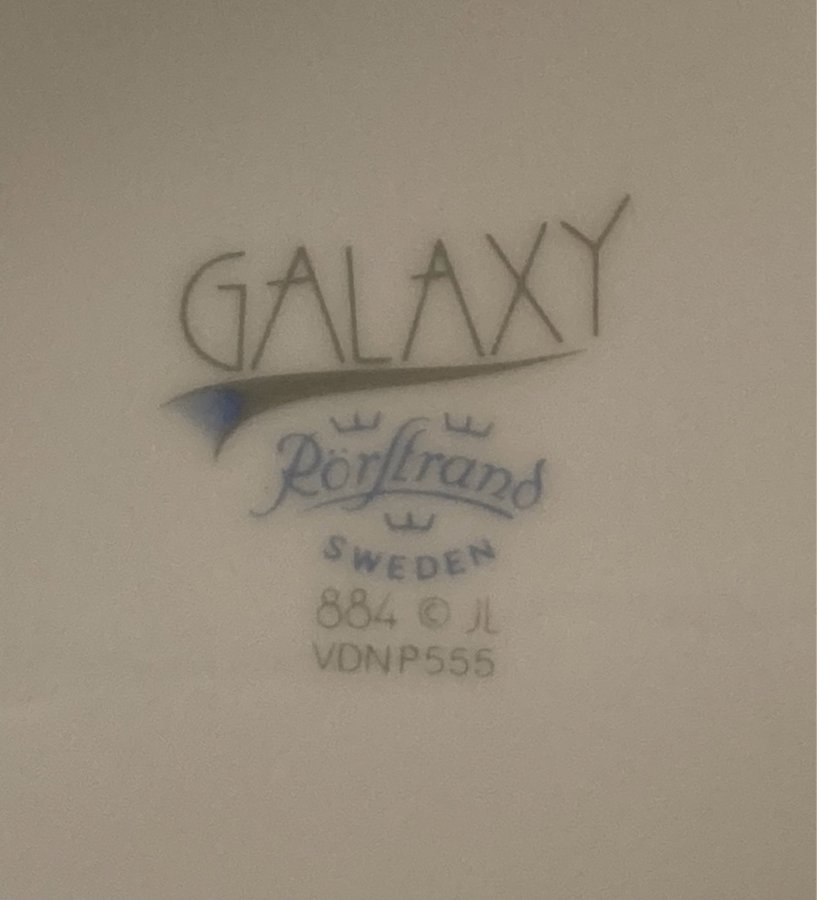 GALAXY
Rörstrand
SWEDEN
884 © JL
VDNP555